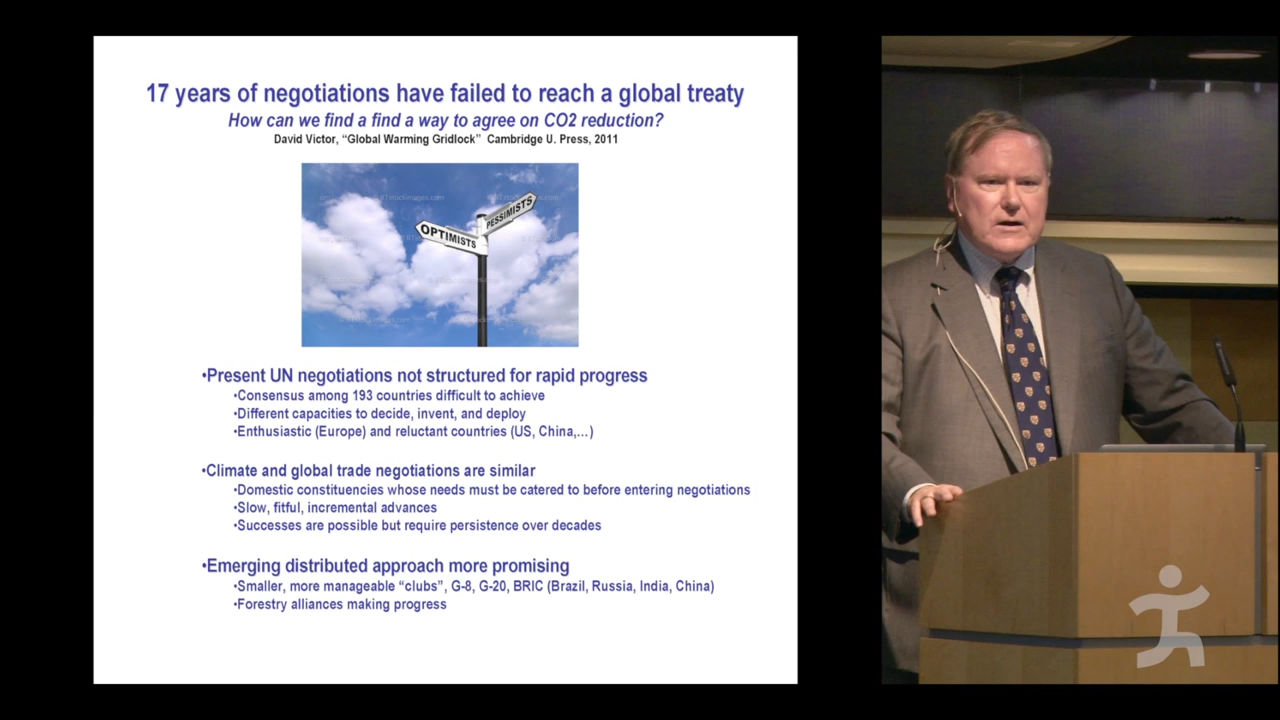 17 years of negotiations have failed to reach a global treaty
How can we find a find a way to agree on CO2 reduction?
David Victor, “Global Warming Gridlock” Cambridge U. Press, 2011
OPTIMISTS
PESSIMISTS
•Present UN negotiations not structured for rapid progress
•Consensus among 193 countries difficult to achieve
•Different capacities to decide, invent, and deploy
•Enthusiastic (Europe) and reluctant countries (US, China,...)
•Climate and global trade negotiations are similar
•Domestic constituencies whose needs must be catered to before entering negotiations
•Slow, fitful, incremental advances
•Successes are possible but require persistence over decades
•Emerging distributed approach more promising
•Smaller, more manageable “clubs”, G-8, G-20, BRIC (Brazil, Russia, India, China)
•Forestry alliances making progress